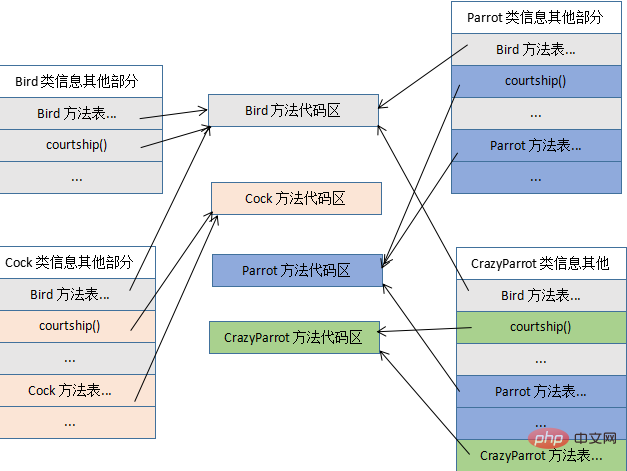 Bird 类信息其他部分
Bird 方法表...
courtship()
...
Cock 类信息其他部分
Bird 方法表...
courtship()
...
Cock 方法表...
...
Bird 方法代码区
Cock 方法代码区
Parrot 方法代码区
CrazyParrot 方法代码区
Parrot 类信息其他部分
Bird 方法表...
courtship()
...
Parrot 方法表...
...
CrazyParrot 类信息其他
Bird 方法表...
courtship()
...
Parrot 方法表...
...
CrazyParrot 方法表...
php 中文网